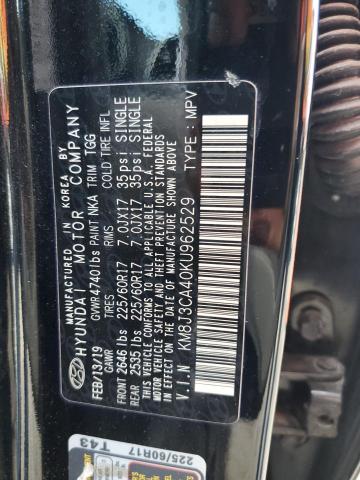 MANUFACTURED IN KOREA BY
HYUNDAI MOTOR COMPANY
FEB/13/19 GVWR 4740lbs PAINT NKA TRIM TGG
GAWR TIRES RIMS COLD TIRE INFL
FRONT 2646 lbs 225/60R17 7.0JX17 35psi SINGLE
REAR 2535 lbs 225/60R17 7.0JX17 35psi SINGLE
THIS VEHICLE CONFORMS TO ALL APPLICABLE U.S.A. FEDERAL
MOTOR VEHICLE SAFETY, BUMPER, AND THEFT PREVENTION
STANDARDS IN EFFECT ON THE DATE OF MANUFACTURE SHOWN ABOVE.
V.I.N : KM8J3CA40KU962529 TYPE : MPV
225/60R17
T43